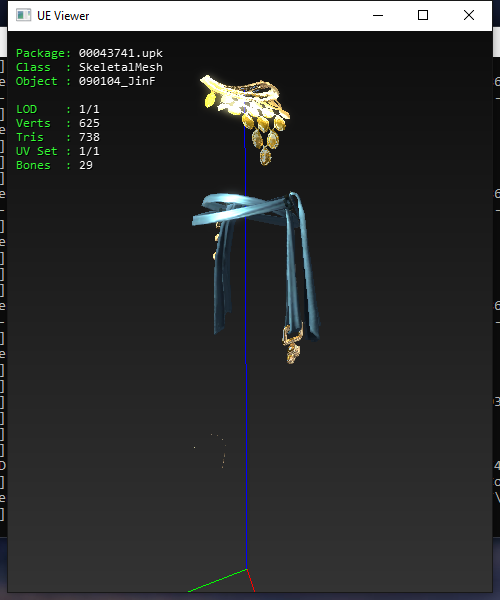 UE Viewer
Package: 00043741.upk
Class  : SkeletalMesh
Object : 090104_JinF
LOD    : 1/1
Verts  : 625
Tris   : 738
UV Set : 1/1
Bones  : 29